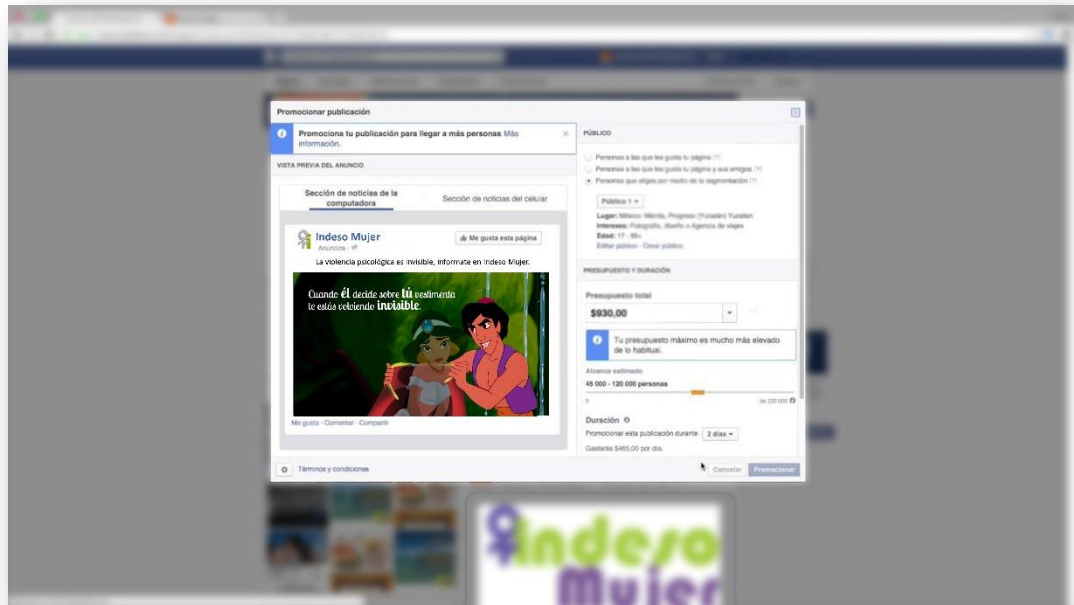 Promocionar publicación
Promociona tu publicación para llegar a más personas Más
información.
VISTA PREVIA DEL ANUNCIO
Sección de noticias de la
computadora
Sección de noticias del celular
Indeso Mujer
Anuncios
Me gusta esta página
La violencia psicológica es invisible, informate en Indeso Mujer.
Cuando él decide sobre tú vestimenta
te estás volviendo invisible.
Me gusta · Comentar · Compartir
Términos y condiciones
PÚBLICO
Personas a las que les gusta tu página [?]
Personas a las que les gusta tu página y sus amigos [?]
Personas que eliges por medio de la segmentación [?]
Público 1
Lugar: México: Mérida, Progreso (Yucatán) Yucatan
Intereses: Fotografía, diseño o Agencia de viajes
Edad: 17 - 65+
Editar público · Crear público
PRESUPUESTO Y DURACIÓN
Presupuesto total
$930,00
Tu presupuesto máximo es mucho más elevado
de lo habitual.
Alcance estimado
45 000 - 120 000 personas
0
de 220 000
Duración
Promocionar esta publicación durante 2 días
Gastarás $465,00 por día.
Cancelar Promocionar
Indeso
Mujer